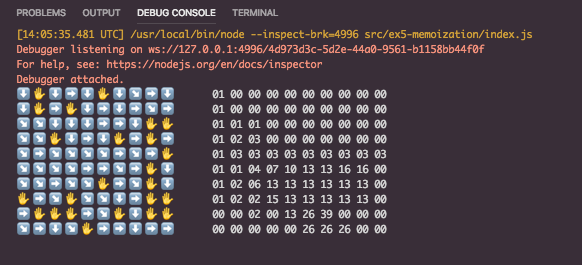 PROBLEMS OUTPUT DEBUG CONSOLE TERMINAL
[14:05:35.481 UTC] /usr/local/bin/node --inspect-brk=4996 src/ex5-memoization/index.js
Debugger listening on ws://127.0.0.1:4996/4d973d3c-5d2e-44a0-9561-b1158bb44f0f
For help, see: https://nodejs.org/en/docs/inspector
Debugger attached.
01 00 00 00 00 00 00 00 00 00
01 00 00 00 00 00 00 00 00 00
01 01 01 00 00 00 00 00 00 00
01 02 03 00 00 00 00 00 00 00
01 03 03 03 03 03 03 03 03 03
01 01 04 07 10 13 13 16 16 00
01 02 06 13 13 13 13 13 13 00
01 02 02 15 13 13 13 13 13 00
00 00 02 00 13 26 39 00 00 00
00 00 00 00 00 26 26 26 00 00